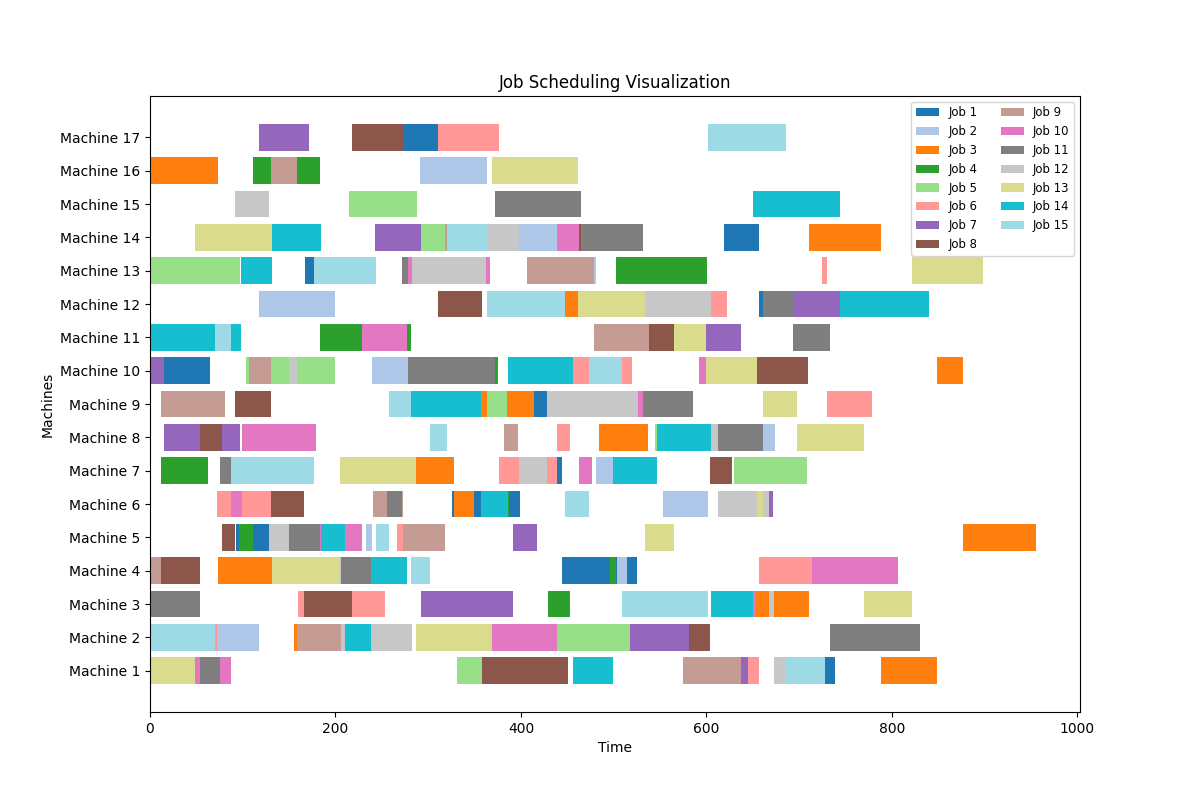 Job Scheduling Visualization
Machine 17
Machine 16
Machine 15
Machine 14
Machine 13
Machine 12
Machine 11
Machine 10
Machine 9
Machine 8
Machine 7
Machine 6
Machine 5
Machine 4
Machine 3
Machine 2
Machine 1
Machines
0 200 400 600 800 1000
Time
Job 1
Job 2
Job 3
Job 4
Job 5
Job 6
Job 7
Job 8
Job 9
Job 10
Job 11
Job 12
Job 13
Job 14
Job 15